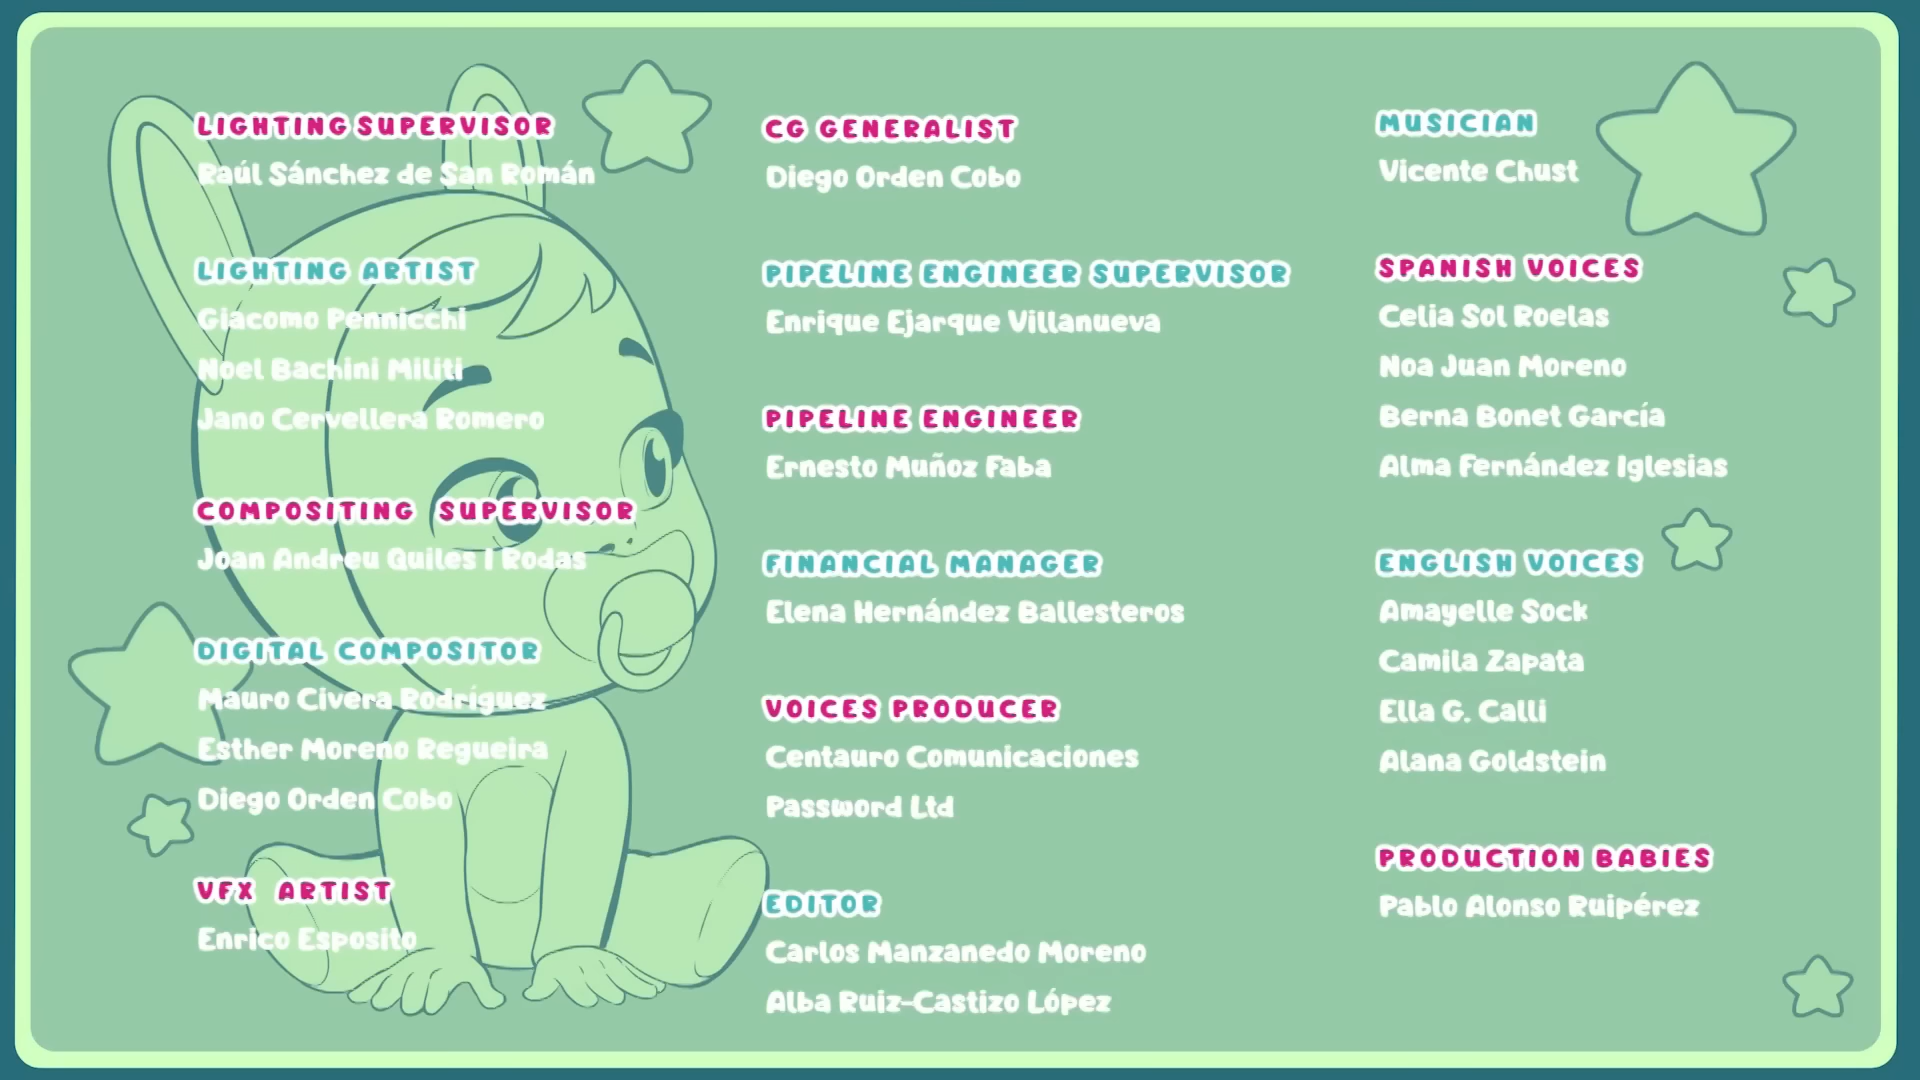 LIGHTING SUPERVISOR
Raúl Sánchez de San Román
LIGHTING ARTIST
Giacomo Pennicchi
Noel Bachini Militi
Jano Cervellera Romero
COMPOSITING SUPERVISOR
Joan Andreu Quiles I Rodas
DIGITAL COMPOSITOR
Mauro Civera Rodríguez
Esther Moreno Regueira
Diego Orden Cobo
VFX ARTIST
Enrico Esposito
CG GENERALIST
Diego Orden Cobo
PIPELINE ENGINEER SUPERVISOR
Enrique Ejarque Villanueva
PIPELINE ENGINEER
Ernesto Muñoz Faba
FINANCIAL MANAGER
Elena Hernández Ballesteros
VOICES PRODUCER
Centauro Comunicaciones
Password Ltd
EDITOR
Carlos Manzanedo Moreno
Alba Ruiz-Castizo López
MUSICIAN
Vicente Chust
SPANISH VOICES
Celia Sol Roelas
Noa Juan Moreno
Berna Bonet García
Alma Fernández Iglesias
ENGLISH VOICES
Amayelle Sock
Camila Zapata
Ella G. Calli
Alana Goldstein
PRODUCTION BABIES
Pablo Alonso Ruipérez